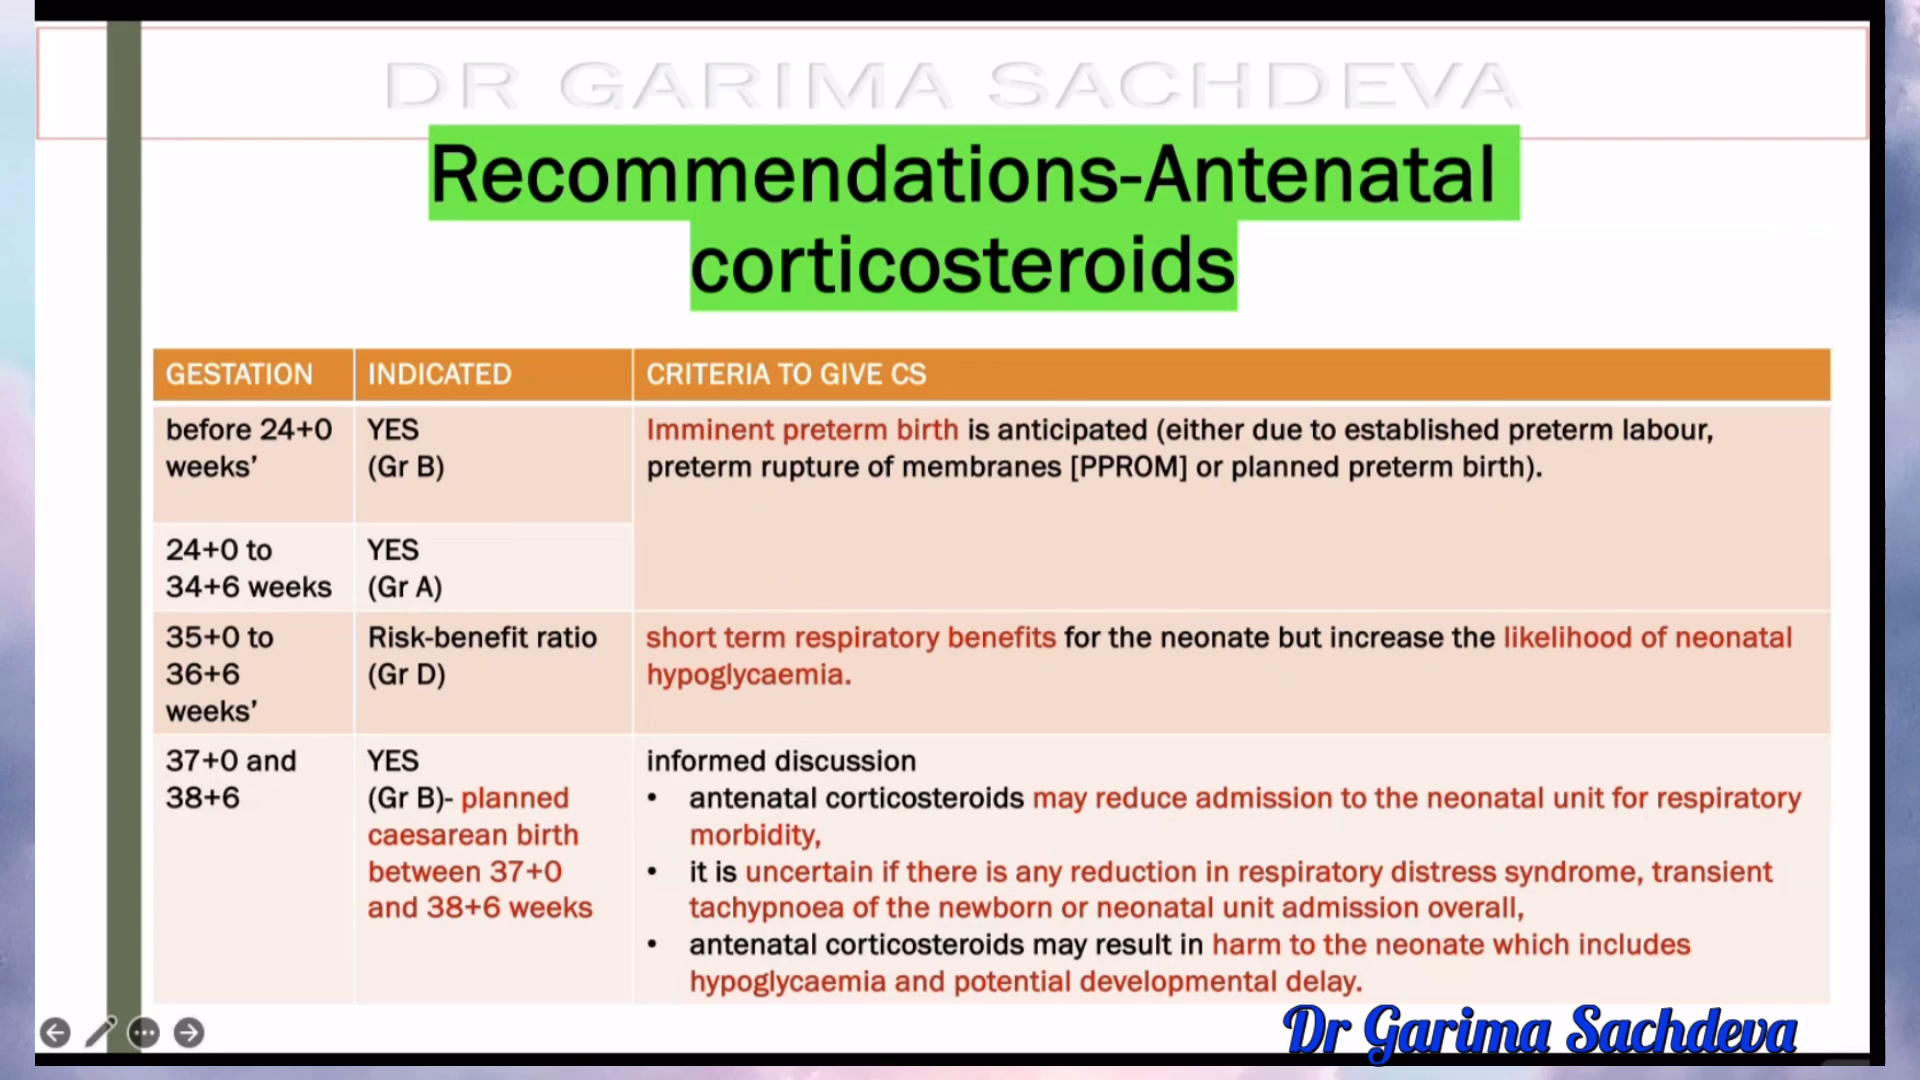 DR GARIMA SACHDEVA
Recommendations-Antenatal
corticosteroids
GESTATION
INDICATED
CRITERIA TO GIVE CS
before 24+0
weeks’
YES
(Gr B)
Imminent preterm birth is anticipated (either due to established preterm labour,
preterm rupture of membranes [PPROM] or planned preterm birth).
24+0 to
34+6 weeks
YES
(Gr A)
35+0 to
36+6
weeks’
Risk-benefit ratio
(Gr D)
short term respiratory benefits for the neonate but increase the likelihood of neonatal
hypoglycaemia.
37+0 and
38+6
YES
(Gr B)- planned
caesarean birth
between 37+0
and 38+6 weeks
informed discussion
• antenatal corticosteroids may reduce admission to the neonatal unit for respiratory
morbidity,
• it is uncertain if there is any reduction in respiratory distress syndrome, transient
tachypnoea of the newborn or neonatal unit admission overall,
• antenatal corticosteroids may result in harm to the neonate which includes
hypoglycaemia and potential developmental delay.
Dr Garima Sachdeva